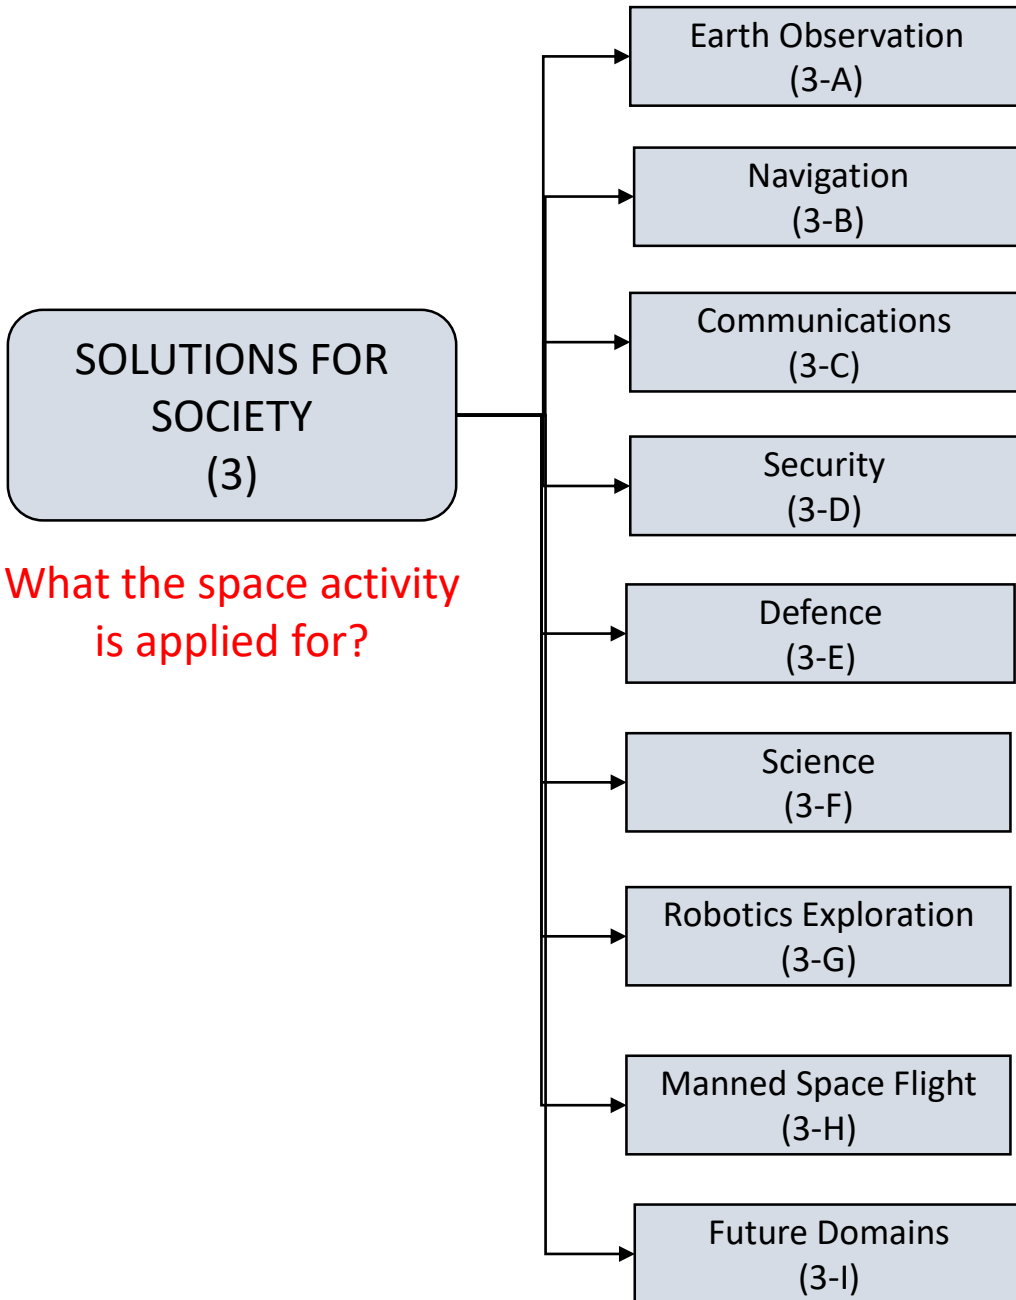 Earth Observation
(3-A)
Navigation
(3-B)
Communications
(3-C)
SOLUTIONS FOR
SOCIETY
(3)
Security
(3-D)
What the space activity
is applied for?
Defence
(3-E)
Science
(3-F)
Robotics Exploration
(3-G)
Manned Space Flight
(3-H)
Future Domains
(3-I)